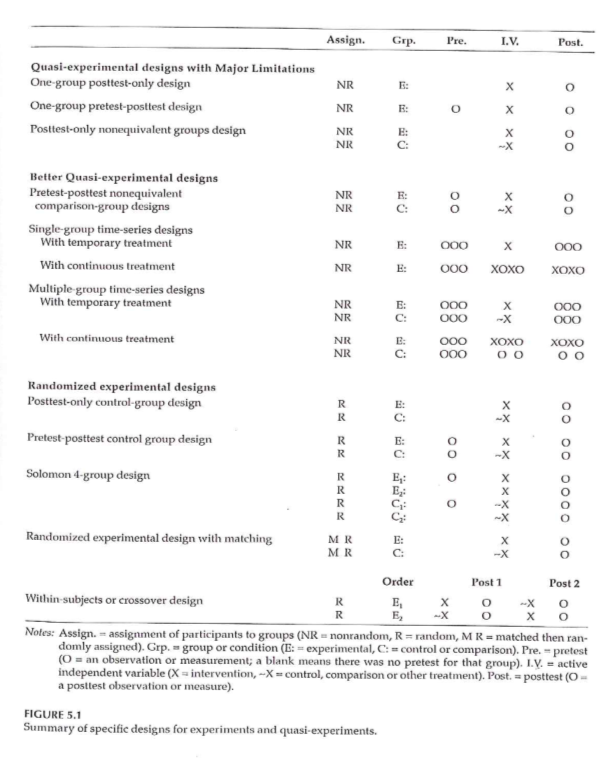 Assign. Grp. Pre. I.V. Post.
Quasi-experimental designs with Major Limitations
One-group posttest-only design NR E: X O
One-group pretest-posttest design NR E: O X O
Posttest-only nonequivalent groups design NR E: X O
NR C: ~X O
Better Quasi-experimental designs
Pretest-posttest nonequivalent NR E: O X O
comparison-group designs NR C: O ~X O
Single-group time-series designs
With temporary treatment NR E: OOO X OOO
With continuous treatment NR E: OOO XOXO XOXO
Multiple-group time-series designs
With temporary treatment NR E: OOO X OOO
NR C: OOO ~X OOO
With continuous treatment NR E: OOO XOXO XOXO
NR C: OOO O O O O
Randomized experimental designs
Posttest-only control-group design R E: X O
R C: ~X O
Pretest-posttest control group design R E: O X O
R C: O ~X O
Solomon 4-group design R E₁: O X O
R E₂: X O
R C₁: O ~X O
R C₂: ~X O
Randomized experimental design with matching M R E: X O
M R C: ~X O
Order Post 1 Post 2
Within-subjects or crossover design R E₁ X O ~X O
R E₂ ~X O X O
Notes: Assign. = assignment of participants to groups (NR = nonrandom, R = random, M R = matched then ran-
domly assigned). Grp. = group or condition (E: = experimental, C: = control or comparison). Pre. = pretest
(O = an observation or measurement; a blank means there was no pretest for that group). I.V. = active
independent variable (X = intervention, ~X = control, comparison or other treatment). Post. = posttest (O =
a posttest observation or measure).
FIGURE 5.1
Summary of specific designs for experiments and quasi-experiments.